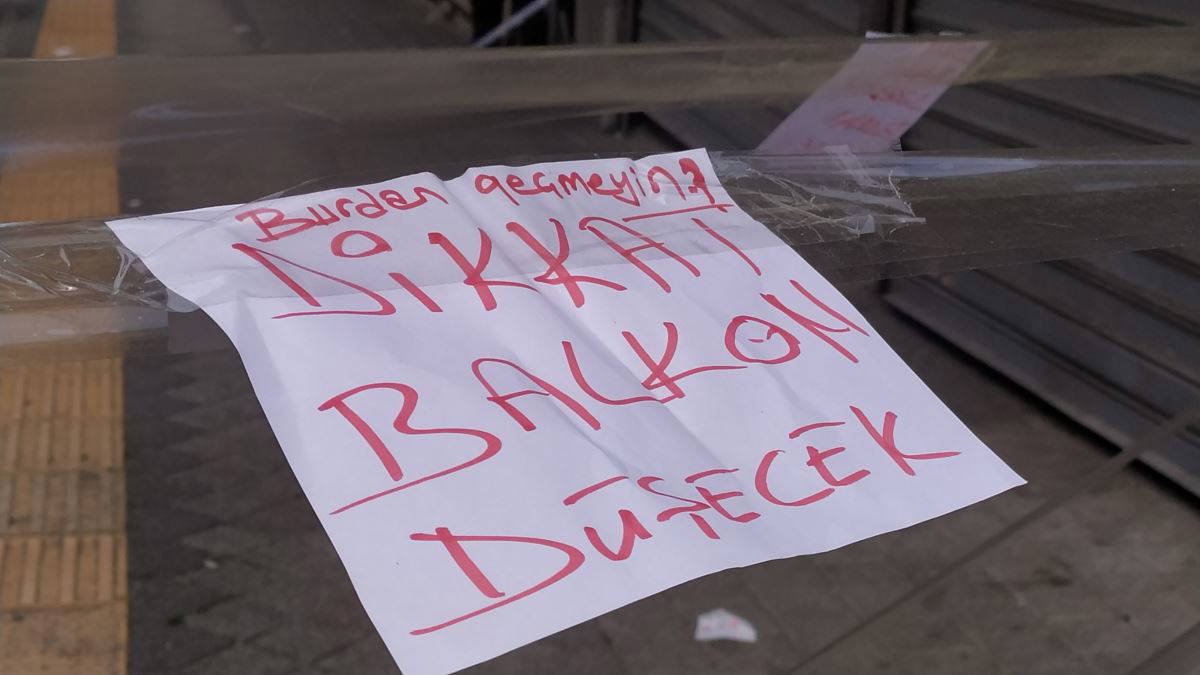 Burdan geçmeyin.
DİKKAT
BALKON
DÜŞECEK